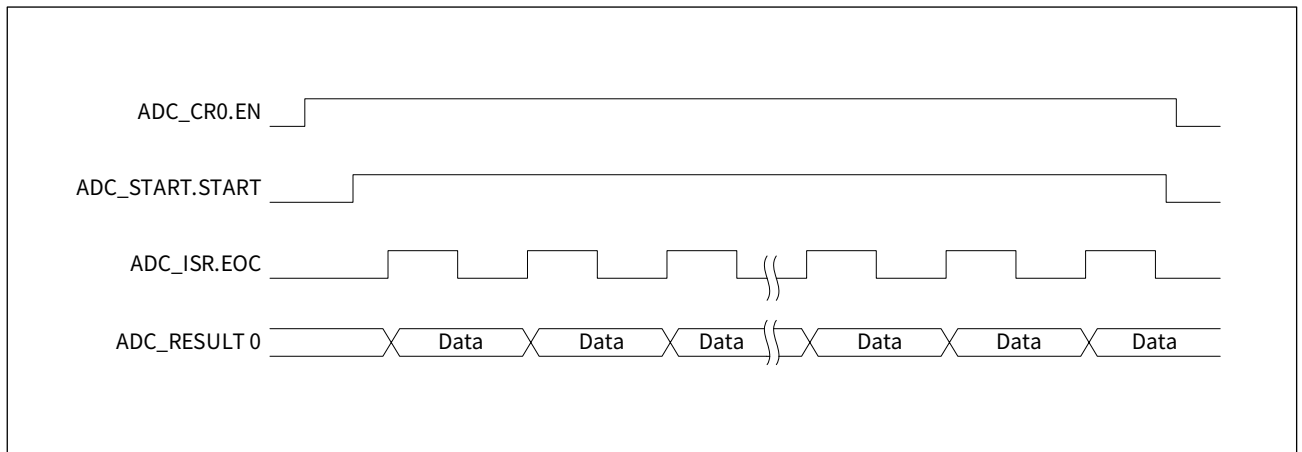 ADC_CR0.EN
ADC_START.START
ADC_ISR.EOC
ADC_RESULT 0 Data Data Data Data Data Data